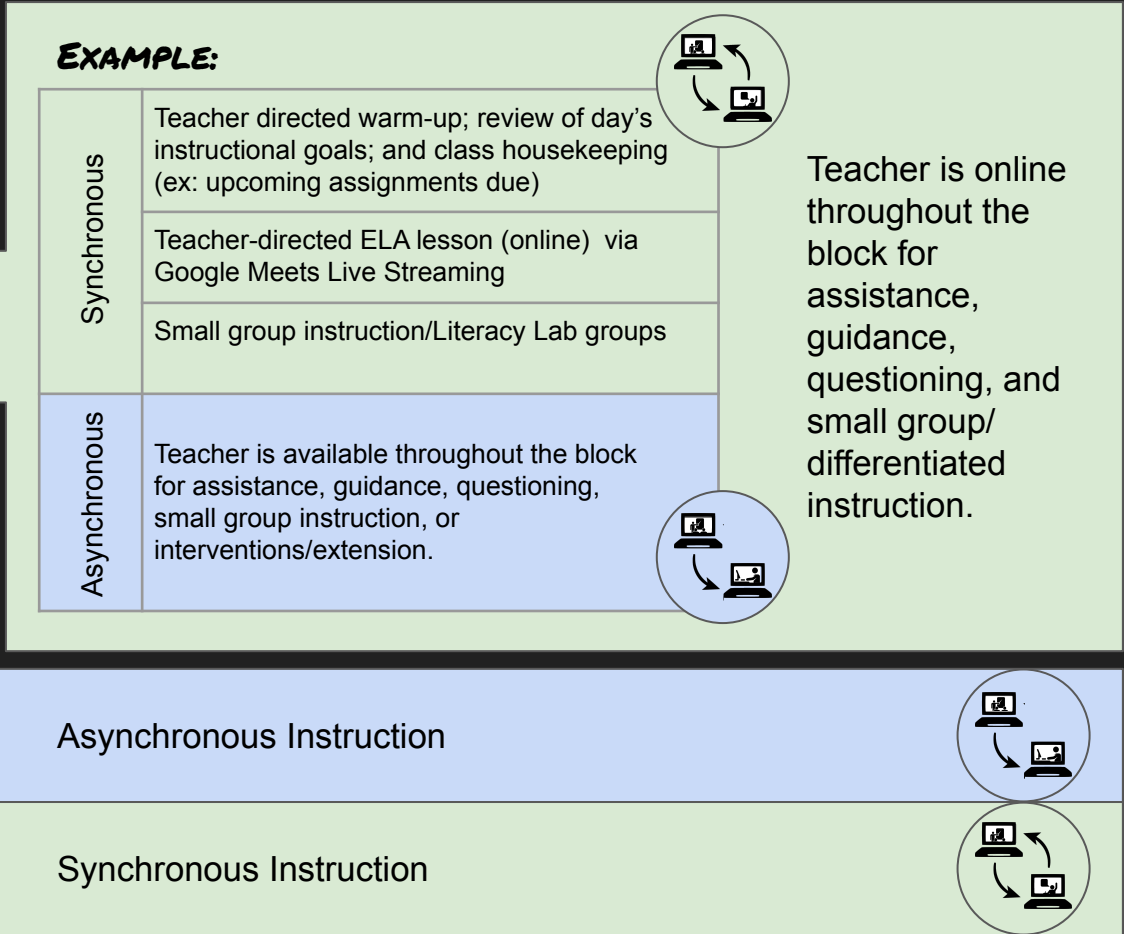 EXAMPLE:
Synchronous
Teacher directed warm-up; review of day's
instructional goals; and class housekeeping
(ex: upcoming assignments due)
Teacher-directed ELA lesson (online) via
Google Meets Live Streaming
Small group instruction/Literacy Lab groups
Asynchronous
Teacher is available throughout the block
for assistance, guidance, questioning,
small group instruction, or
interventions/extension.
Teacher is online
throughout the
block for
assistance,
guidance,
questioning, and
small group/
differentiated
instruction.
Asynchronous Instruction
Synchronous Instruction